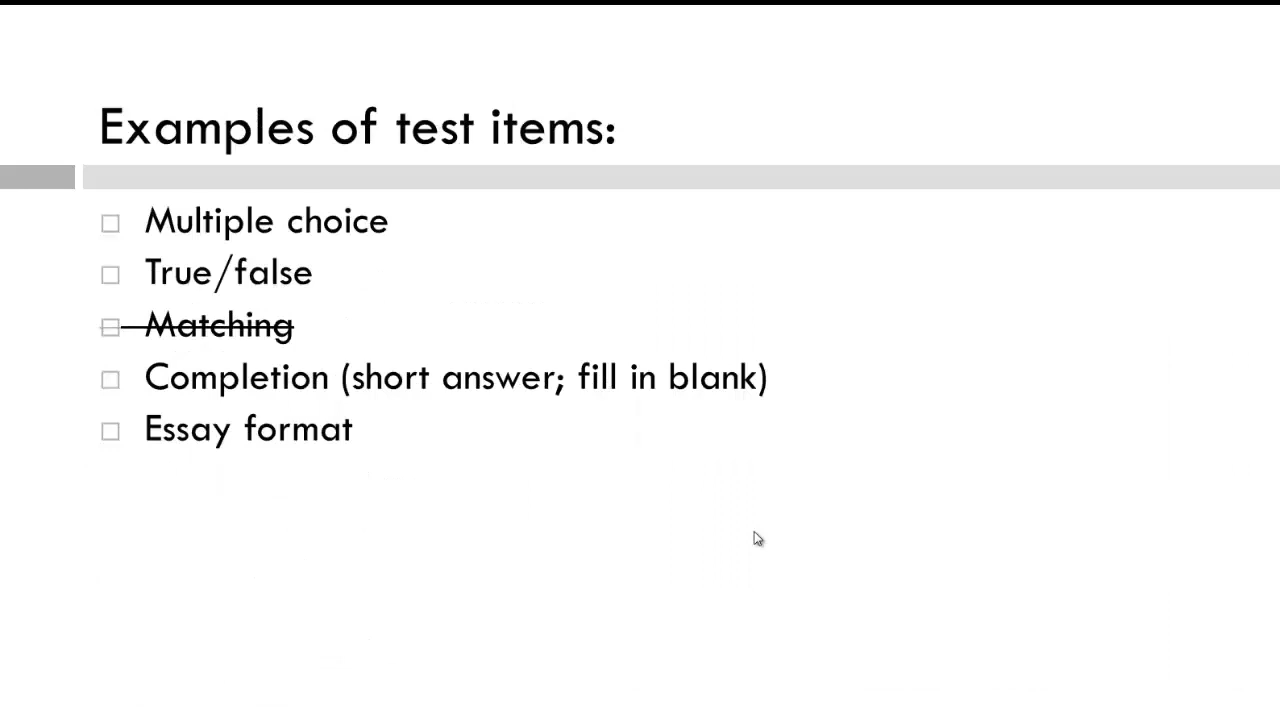 Examples of test items:
Multiple choice
True/false
Matching
Completion (short answer; fill in blank)
Essay format